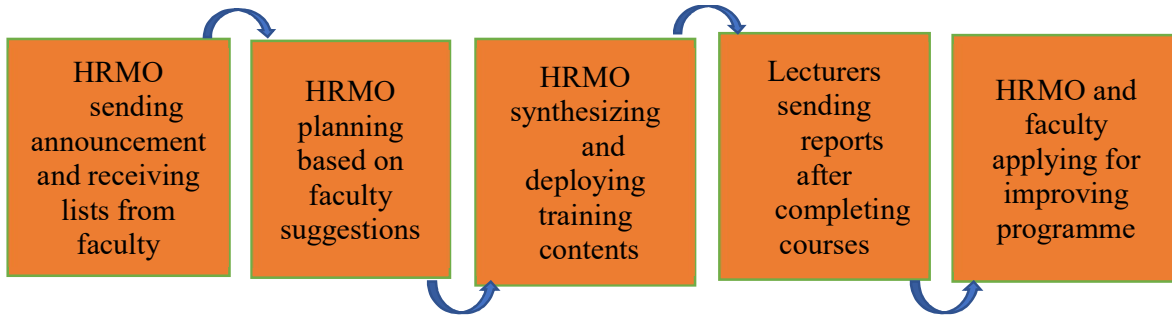 HRMO
sending
announcement
and receiving
lists from
faculty
HRMO
planning
based on
faculty
suggestions
HRMO
synthesizing
and
deploying
training
contents
Lecturers
sending
reports
after
completing
courses
HRMO and
faculty
applying for
improving
programme